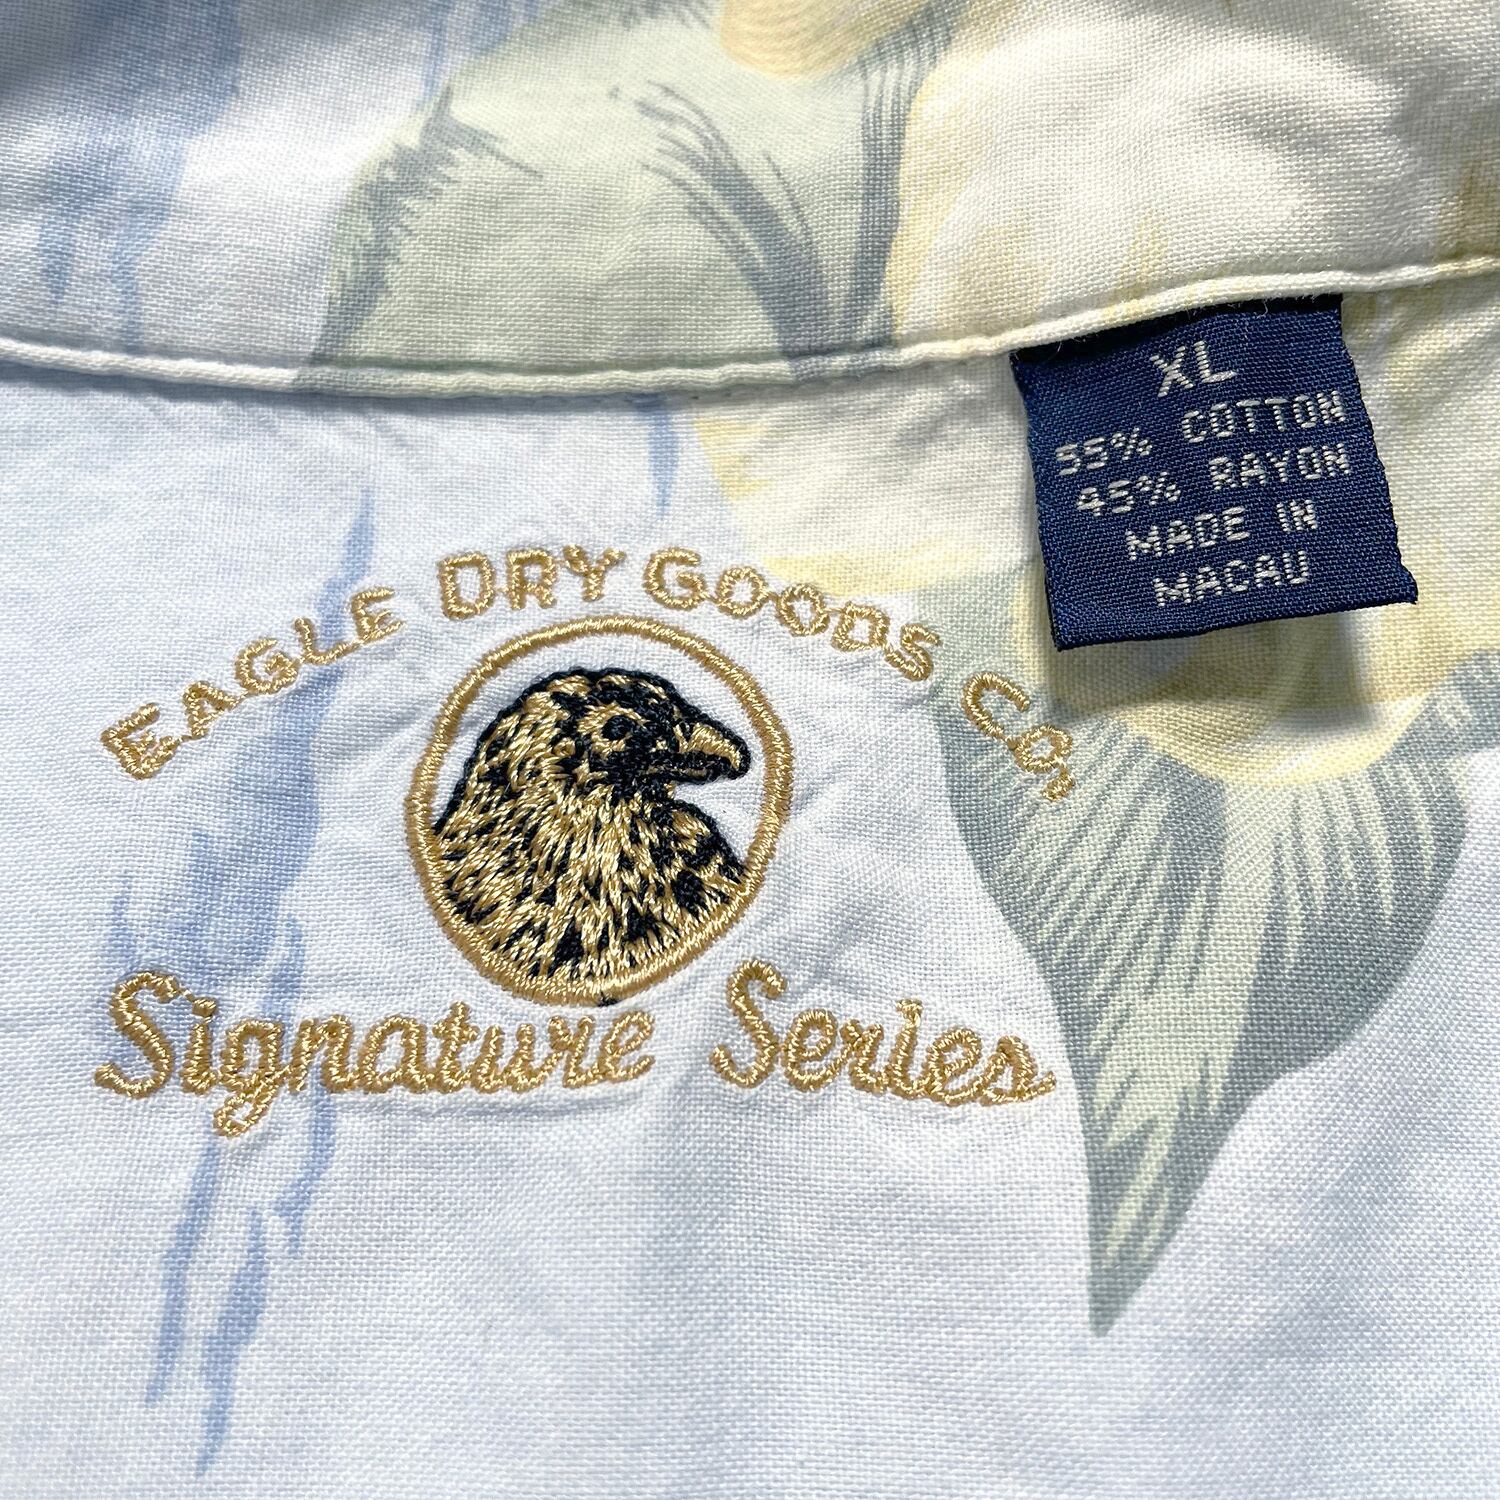 XL
55% COTTON
45% RAYON
MADE IN
MACAU
EAGLE DRY GOODS CO.
Signature Series